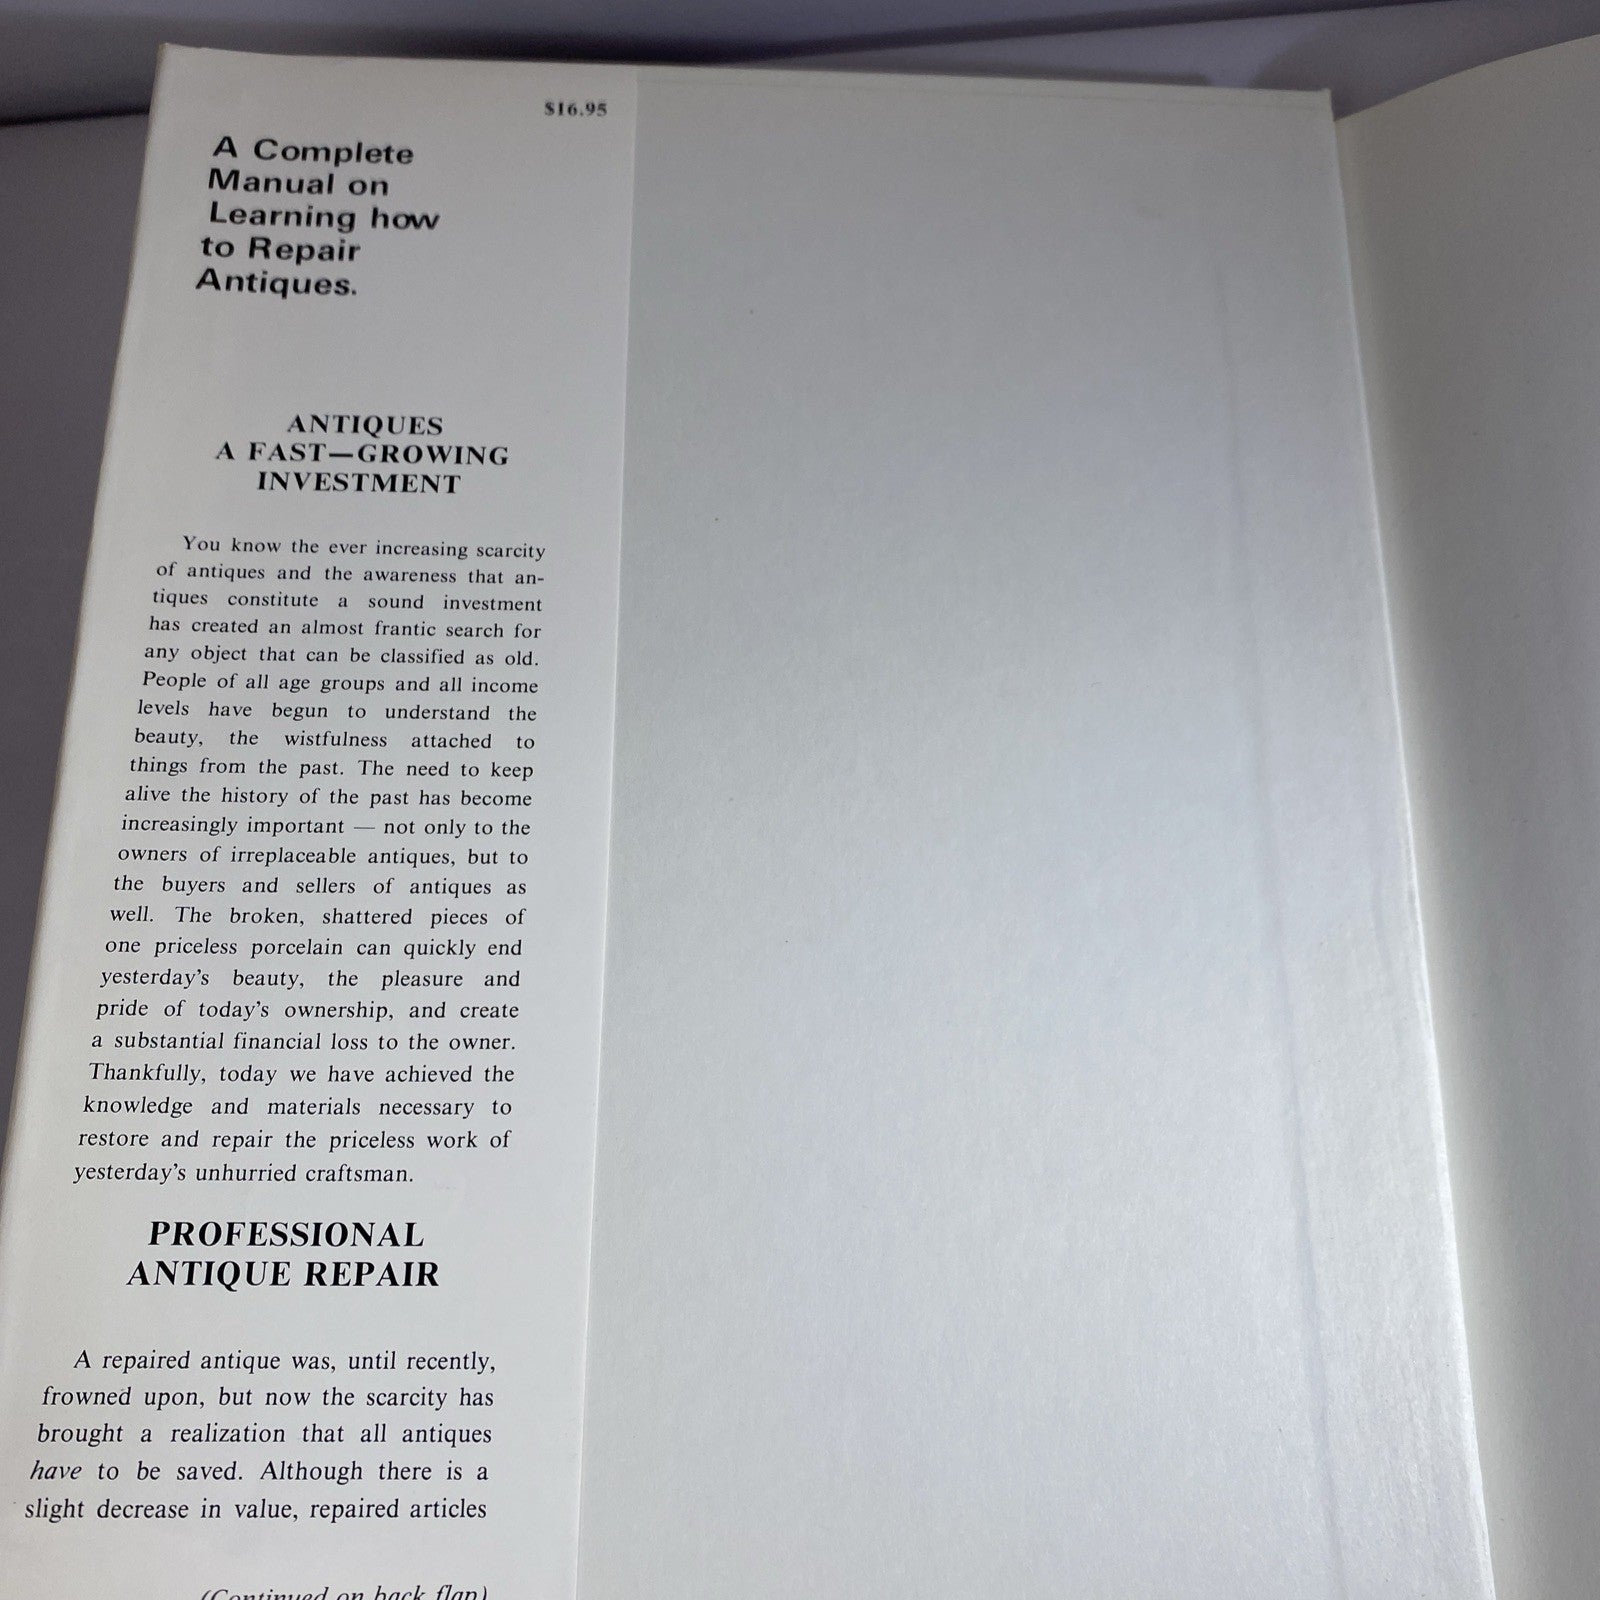 $16.95
A Complete
Manual on
Learning how
to Repair
Antiques.
ANTIQUES
A FAST—GROWING
INVESTMENT
You know the ever increasing scarcity
of antiques and the awareness that an-
tiques constitute a sound investment
has created an almost frantic search for
any object that can be classified as old.
People of all age groups and all income
levels have begun to understand the
beauty, the wistfulness attached to
things from the past. The need to keep
alive the history of the past has become
increasingly important — not only to the
owners of irreplaceable antiques, but to
the buyers and sellers of antiques as
well. The broken, shattered pieces of
one priceless porcelain can quickly end
yesterday's beauty, the pleasure and
pride of today's ownership, and create
a substantial financial loss to the owner.
Thankfully, today we have achieved the
knowledge and materials necessary to
restore and repair the priceless work of
yesterday's unhurried craftsman.
PROFESSIONAL
ANTIQUE REPAIR
A repaired antique was, until recently,
frowned upon, but now the scarcity has
brought a realization that all antiques
have to be saved. Although there is a
slight decrease in value, repaired articles
(Continued on back flap)